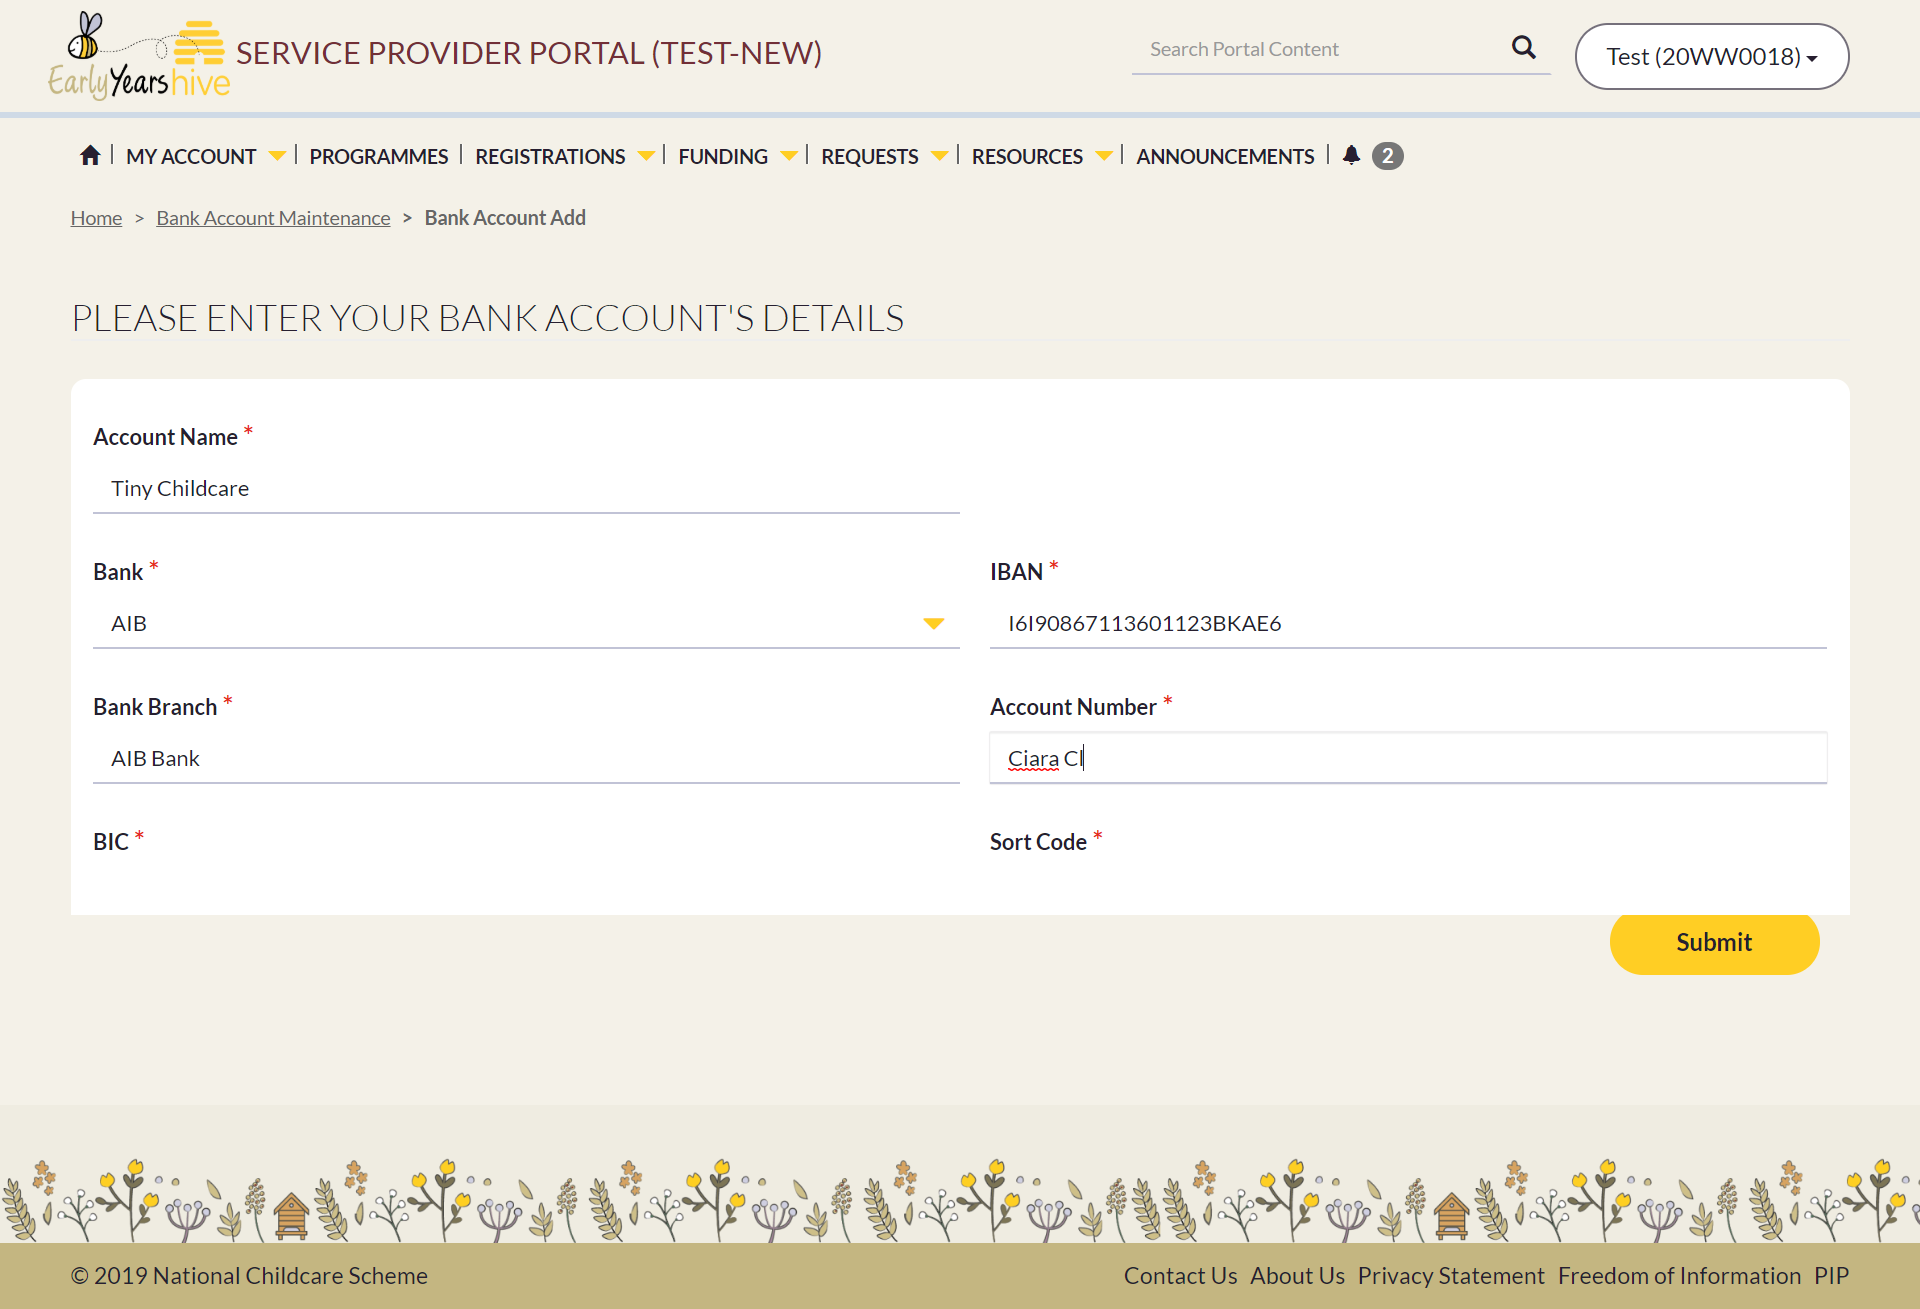 EarlyYearshive
SERVICE PROVIDER PORTAL (TEST-NEW)
Search Portal Content
Test (20WW0018)
MY ACCOUNT
PROGRAMMES
REGISTRATIONS
FUNDING
REQUESTS
RESOURCES
ANNOUNCEMENTS
2
Home > Bank Account Maintenance > Bank Account Add
PLEASE ENTER YOUR BANK ACCOUNT'S DETAILS
Account Name *
Tiny Childcare
Bank *
AIB
IBAN *
I6I90867113601123BKAE6
Bank Branch *
AIB Bank
Account Number *
Ciara Cl
BIC *
Sort Code *
Submit
© 2019 National Childcare Scheme
Contact Us About Us Privacy Statement Freedom of Information PIP